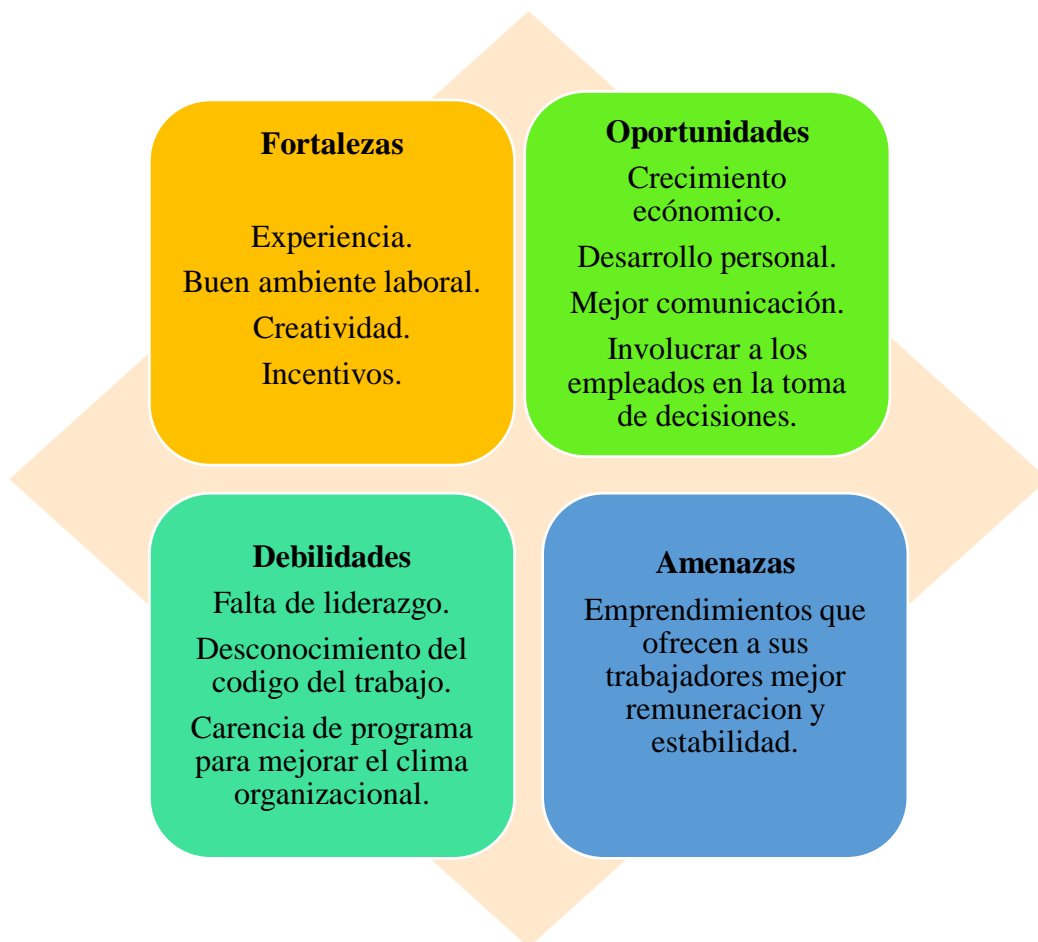 Fortalezas
Experiencia.
Buen ambiente laboral.
Creatividad.
Incentivos.
Oportunidades
Crecimiento
ecónomico.
Desarrollo personal.
Mejor comunicación.
Involucrar a los
empleados en la toma
de decisiones.
Debilidades
Falta de liderazgo.
Desconocimiento del
codigo del trabajo.
Carencia de programa
para mejorar el clima
organizacional.
Amenazas
Emprendimientos que
ofrecen a sus
trabajadores mejor
remuneracion y
estabilidad.